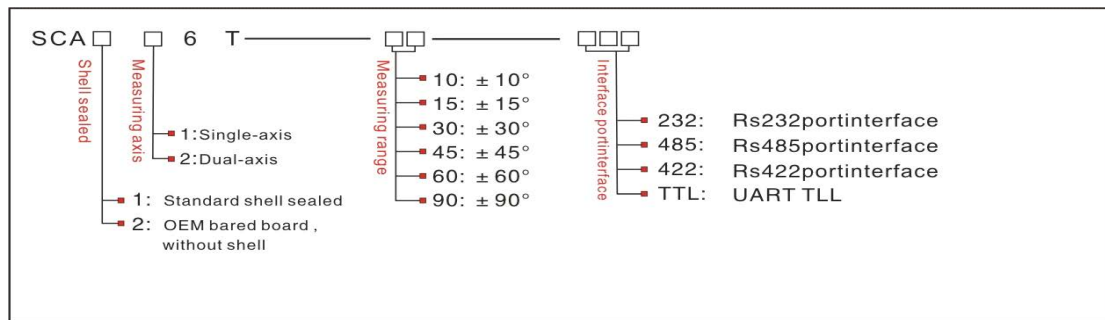 SCA□ □ 6 T——□□——□□□
Shell sealed
Measuring axis
Measuring range
Interface portinterface
1:Single-axis
2:Dual-axis
1: Standard shell sealed
2: OEM bared board ,
without shell
10: ± 10°
15: ± 15°
30: ± 30°
45: ± 45°
60: ± 60°
90: ± 90°
232: Rs232portinterface
485: Rs485portinterface
422: Rs422portinterface
TTL: UART TLL